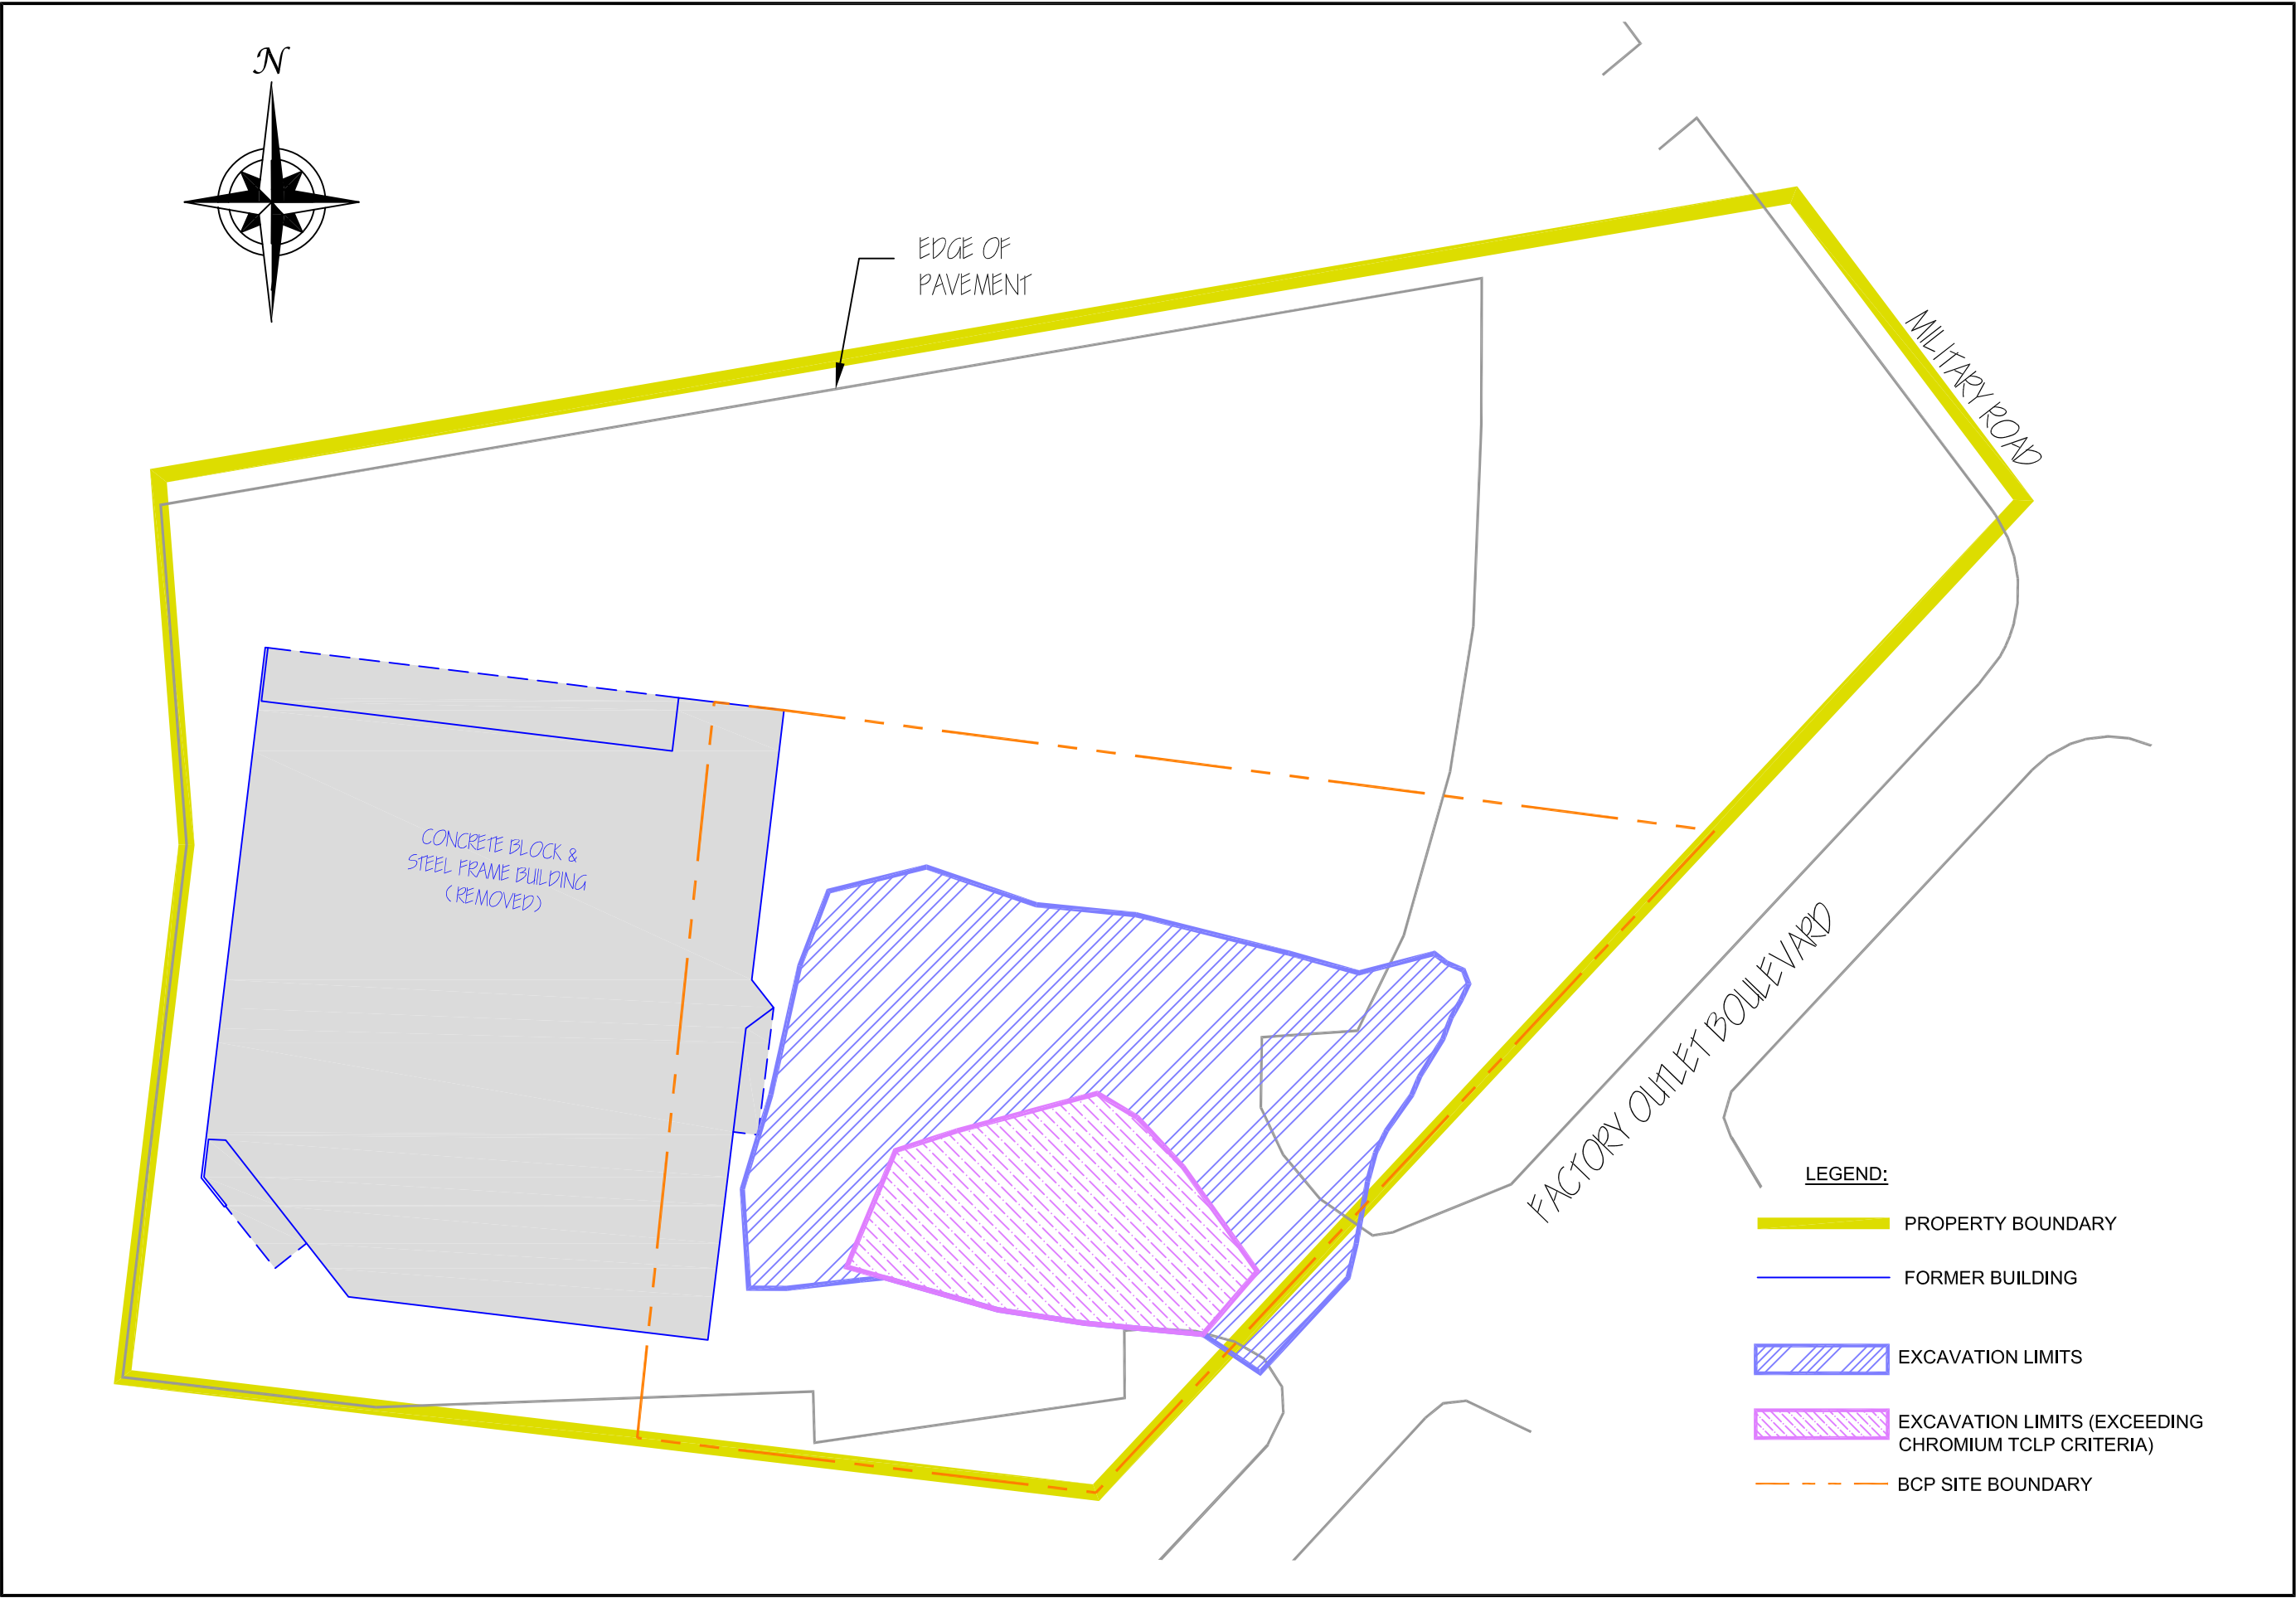 N
EDGE OF
PAVEMENT
MILITARY ROAD
CONCRETE BLOCK &
STEEL FRAME BUILDING
(REMOVED)
FACTORY OUTLET BOULEVARD
LEGEND:
PROPERTY BOUNDARY
FORMER BUILDING
EXCAVATION LIMITS
EXCAVATION LIMITS (EXCEEDING
CHROMIUM TCLP CRITERIA)
BCP SITE BOUNDARY